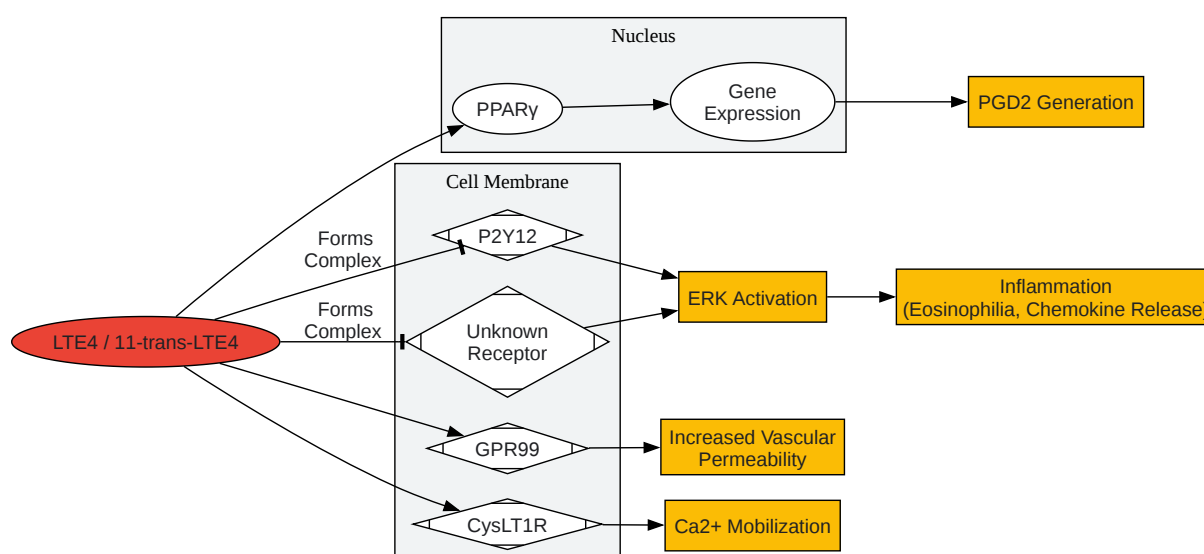 Nucleus
PPARγ
Gene
Expression
PGD2 Generation
Cell Membrane
Forms
Complex
P2Y12
ERK Activation
Inflammation
(Eosinophilia, Chemokine Release)
Forms
Complex
LTE4 / 11-trans-LTE4
Unknown
Receptor
GPR99
Increased Vascular
Permeability
CysLT1R
Ca2+ Mobilization